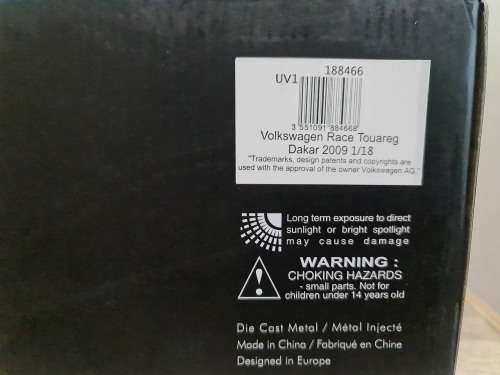 188466
UV1
3 551091 884668
Volkswagen Race Touareg
Dakar 2009 1/18
"Trademarks, design patents and copyrights are
used with the approval of the owner Volkswagen AG."
Long term exposure to direct
sunlight or bright spotlight
may cause damage
WARNING :
CHOKING HAZARDS
- small parts. Not for
children under 14 years old
Die Cast Metal / Métal Injecté
Made in China / Fabriqué en Chine
Designed in Europe